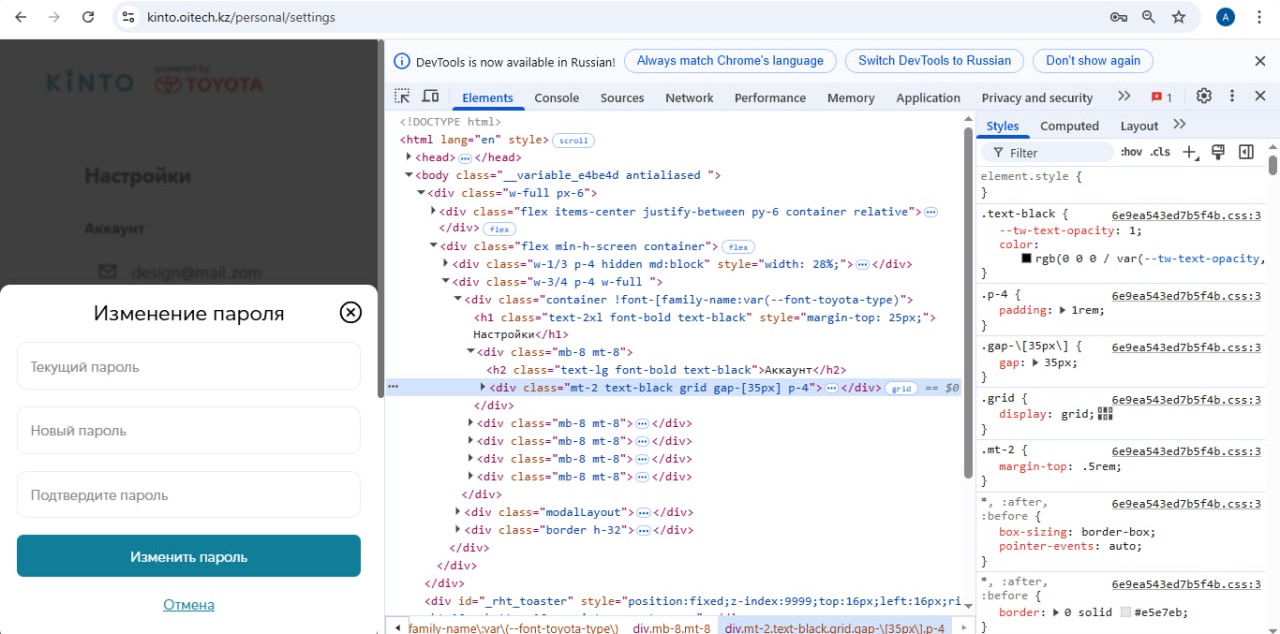 kinto.oitech.kz/personal/settings
A
KINTO
powered by
TOYOTA
Настройки
Аккаунт
design@mail.zom
Изменение пароля
Текущий пароль
Новый пароль
Подтвердите пароль
Изменить пароль
Отмена
DevTools is now available in Russian!
Always match Chrome's language
Switch DevTools to Russian
Don't show again
Elements
Console
Sources
Network
Performance
Memory
Application
Privacy and security
1
<!DOCTYPE html>
<html lang="en" style> scroll
<head> ... </head>
<body class="__variable_e4be4d antialiased ">
<div class="w-full px-6">
<div class="flex items-center justify-between py-6 container relative"> ...
</div> flex
<div class="flex min-h-screen container"> flex
<div class="w-1/3 p-4 hidden md:block" style="width: 28%;"> ... </div>
<div class="w-3/4 p-4 w-full ">
<div class="container !font-[family-name:var(--font-toyota-type)">
<h1 class="text-2xl font-bold text-black" style="margin-top: 25px;">
Настройки</h1>
<div class="mb-8 mt-8">
<h2 class="text-lg font-bold text-black">Аккаунт</h2>
... <div class="mt-2 text-black grid gap-[35px] p-4"> ... </div> grid == $0
</div>
<div class="mb-8 mt-8"> ... </div>
<div class="mb-8 mt-8"> ... </div>
<div class="mb-8 mt-8"> ... </div>
<div class="mb-8 mt-8"> ... </div>
</div>
<div class="modalLayout"> ... </div>
<div class="border h-32"> ... </div>
</div>
</div>
</div>
<div id="_rht_toaster" style="position:fixed;z-index:9999;top:16px;left:16px;ri
family-name\:var\(--font-toyota-type\)
div.mb-8.mt-8
div.mt-2.text-black.grid.gap-\[35px\].p-4
Styles
Computed
Layout
Filter
:hov
.cls
element.style {
}
.text-black { 6e9ea543ed7b5f4b.css:3
--tw-text-opacity: 1;
color:
rgb(0 0 0 / var(--tw-text-opacity,
}
.p-4 { 6e9ea543ed7b5f4b.css:3
padding: 1rem;
}
.gap-\[35px\] { 6e9ea543ed7b5f4b.css:3
gap: 35px;
}
.grid { 6e9ea543ed7b5f4b.css:3
display: grid;
}
.mt-2 { 6e9ea543ed7b5f4b.css:3
margin-top: .5rem;
}
*, :after, 6e9ea543ed7b5f4b.css:3
:before {
box-sizing: border-box;
pointer-events: auto;
}
*, :after, 6e9ea543ed7b5f4b.css:3
:before {
border: 0 solid #e5e7eb;
}